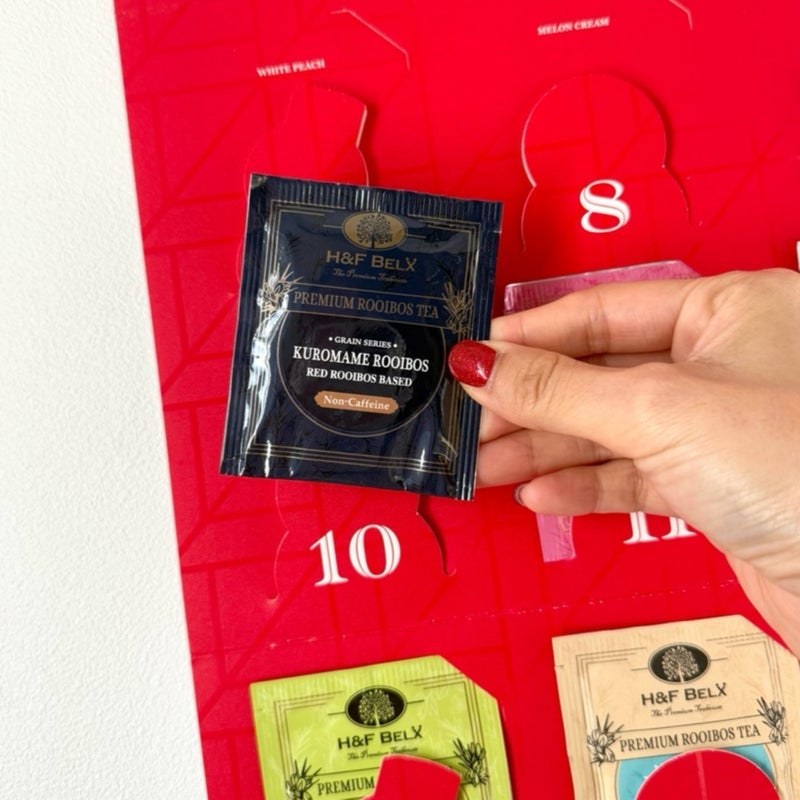 MELON CREAM
WHITE PEACH
8
H&F BELX
The Premium Teahouse
PREMIUM ROOIBOS TEA
• GRAIN SERIES •
KUROMAME ROOIBOS
RED ROOIBOS BASED
Non-Caffeine
10
11
H&F BELX
The Premium Teahouse
PREMIUM
H&F BELX
The Premium Teahouse
PREMIUM ROOIBOS TEA